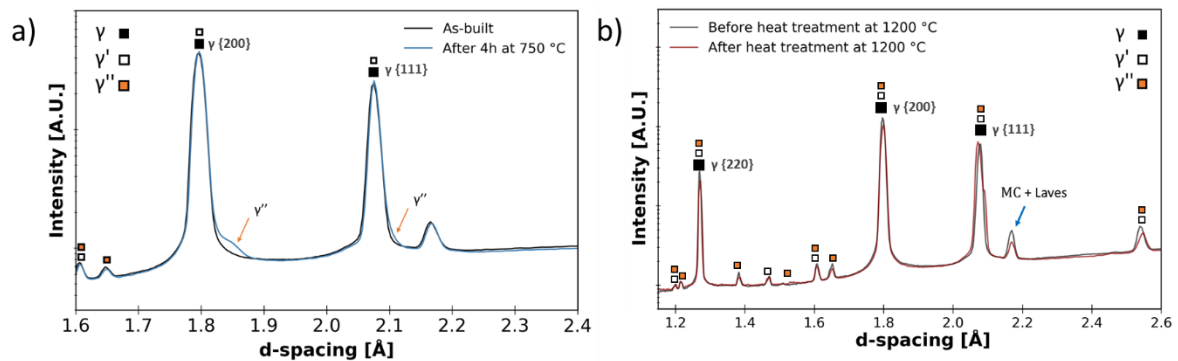 a)
γ
γ'
γ''
γ {200}
γ {111}
As-built
After 4h at 750 °C
γ''
γ''
Intensity [A.U.]
1.6 1.7 1.8 1.9 2.0 2.1 2.2 2.3 2.4
d-spacing [Å]
b)
Before heat treatment at 1200 °C
After heat treatment at 1200 °C
γ
γ'
γ''
γ {200}
γ {111}
γ {220}
MC + Laves
Intensity [A.U.]
1.2 1.4 1.6 1.8 2.0 2.2 2.4 2.6
d-spacing [Å]